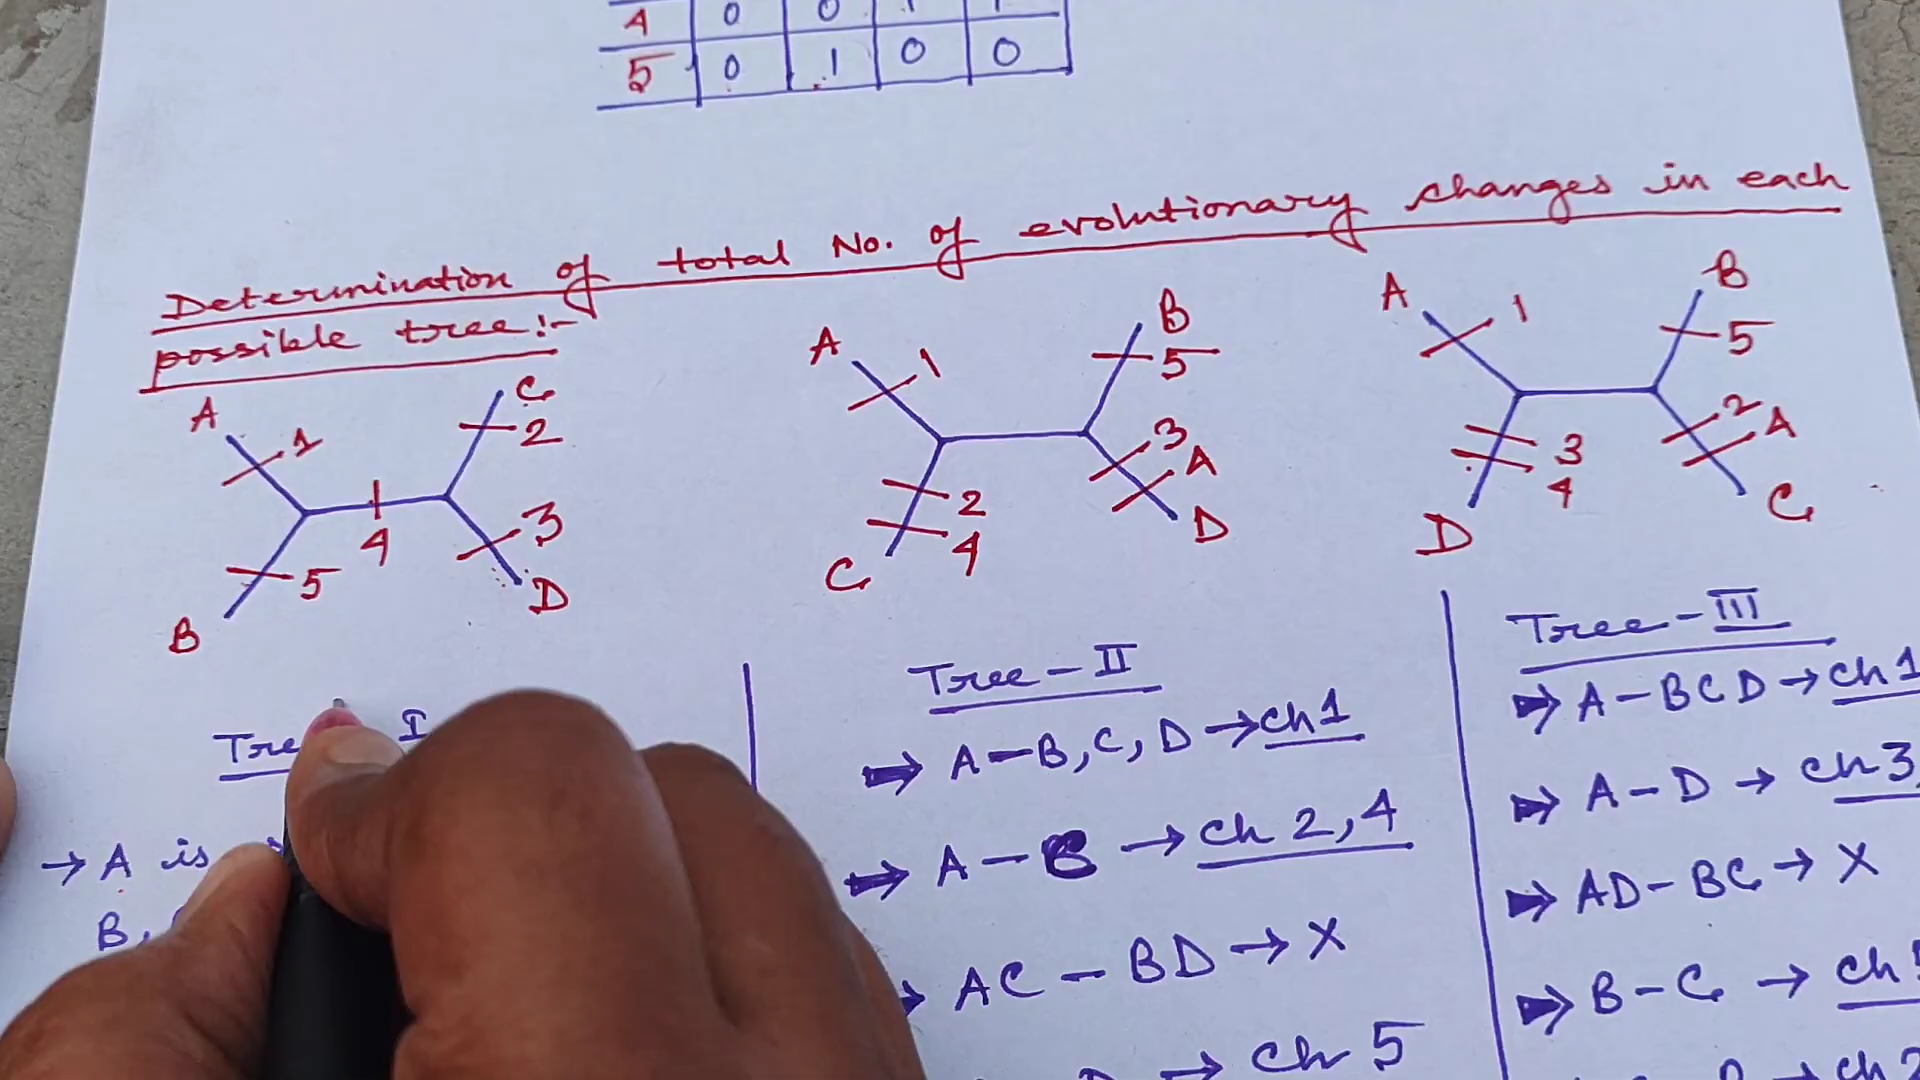 4 0 0 1 1
5 0 1 0 0
Determination of total No. of evolutionary changes in each
possible tree:-
A 1 C 2 4 5 B 3 D
A 1 B 5 3 A D 2 4 C
A 1 B 5 2 A C 3 4 D
I
→ A is
B,
Tree-II
A-B, C, D → ch 1
A- → ch 2, 4
AC - BD → X
→ ch 5
Tree-III
A-BCD → ch 1
A-D → ch 3
AD-BC → X
B-C → ch
→ ch 2